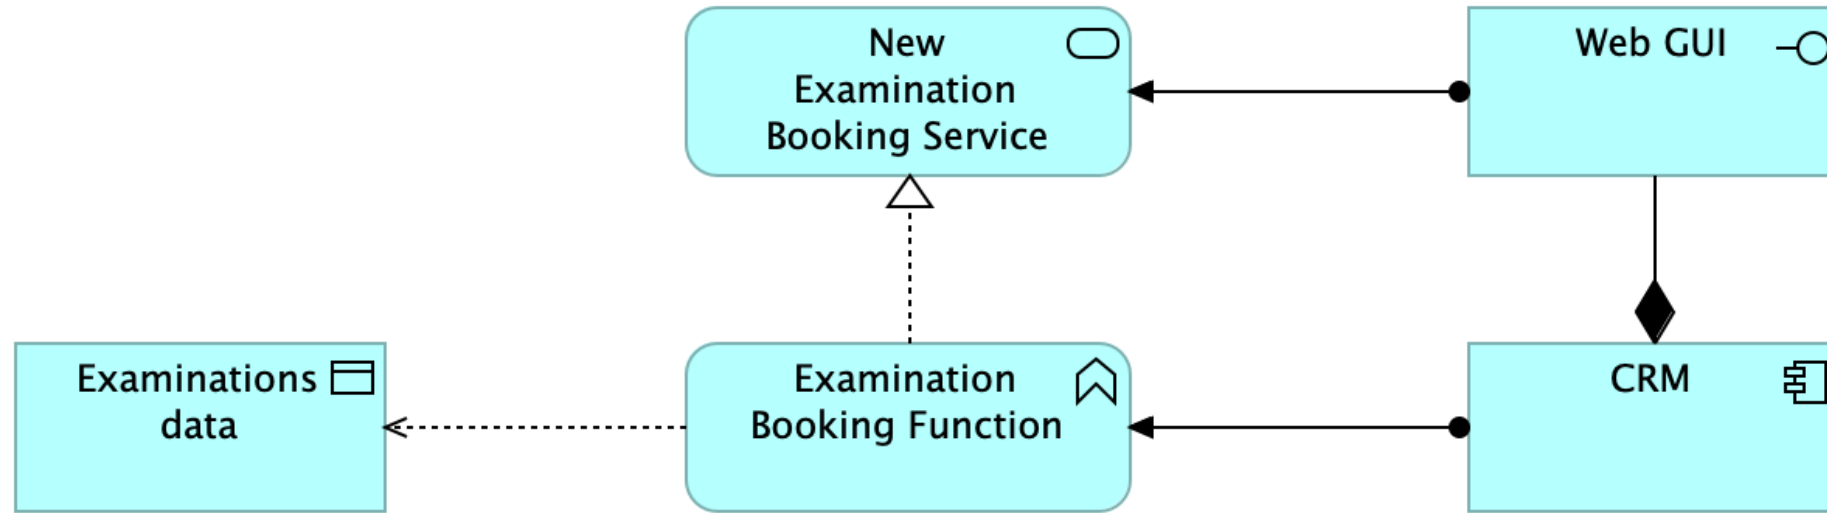 New
Examination
Booking Service
Web GUI
Examinations
data
Examination
Booking Function
CRM